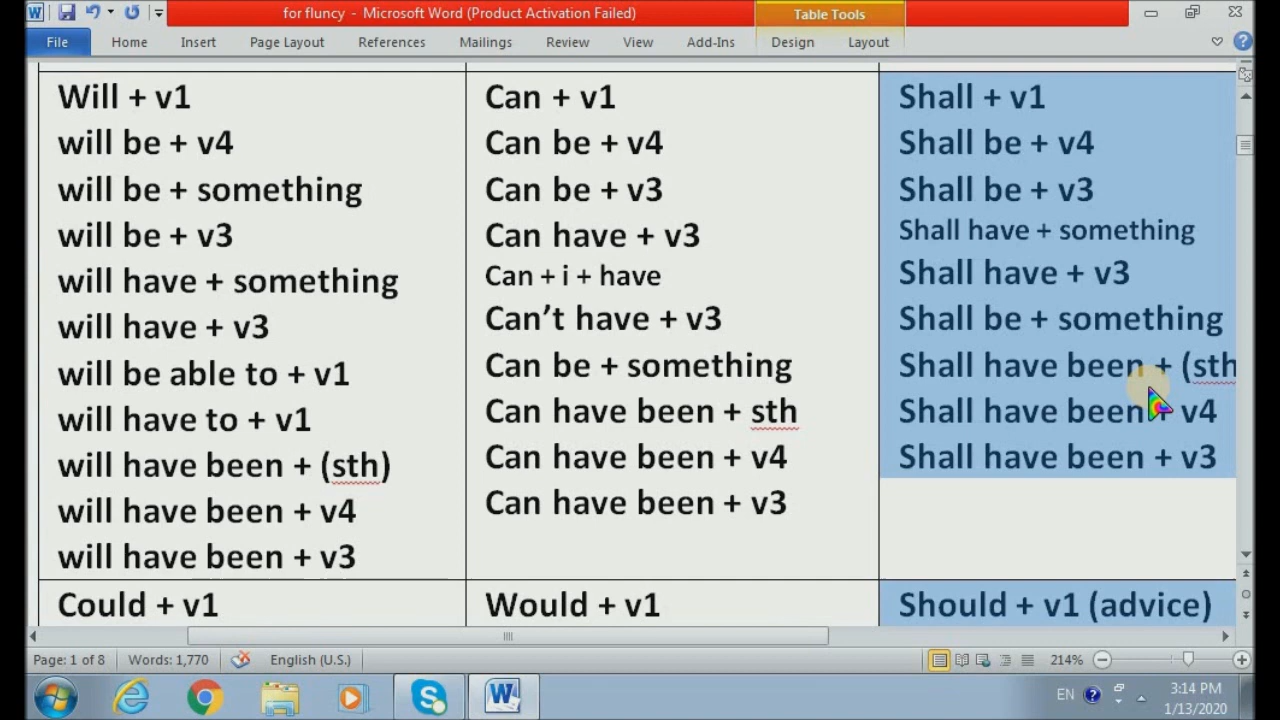 for fluncy - Microsoft Word (Product Activation Failed)
Table Tools
File Home Insert Page Layout References Mailings Review View Add-Ins Design Layout
Will + v1
will be + v4
will be + something
will be + v3
will have + something
will have + v3
will be able to + v1
will have to + v1
will have been + (sth)
will have been + v4
will have been + v3
Can + v1
Can be + v4
Can be + v3
Can have + v3
Can + i + have
Can't have + v3
Can be + something
Can have been + sth
Can have been + v4
Can have been + v3
Shall + v1
Shall be + v4
Shall be + v3
Shall have + something
Shall have + v3
Shall be + something
Shall have been + (sth
Shall have been + v4
Shall have been + v3
Could + v1
Would + v1
Should + v1 (advice)
Page: 1 of 8 Words: 1,770 English (U.S.) 214%
EN 3:14 PM
1/13/2020